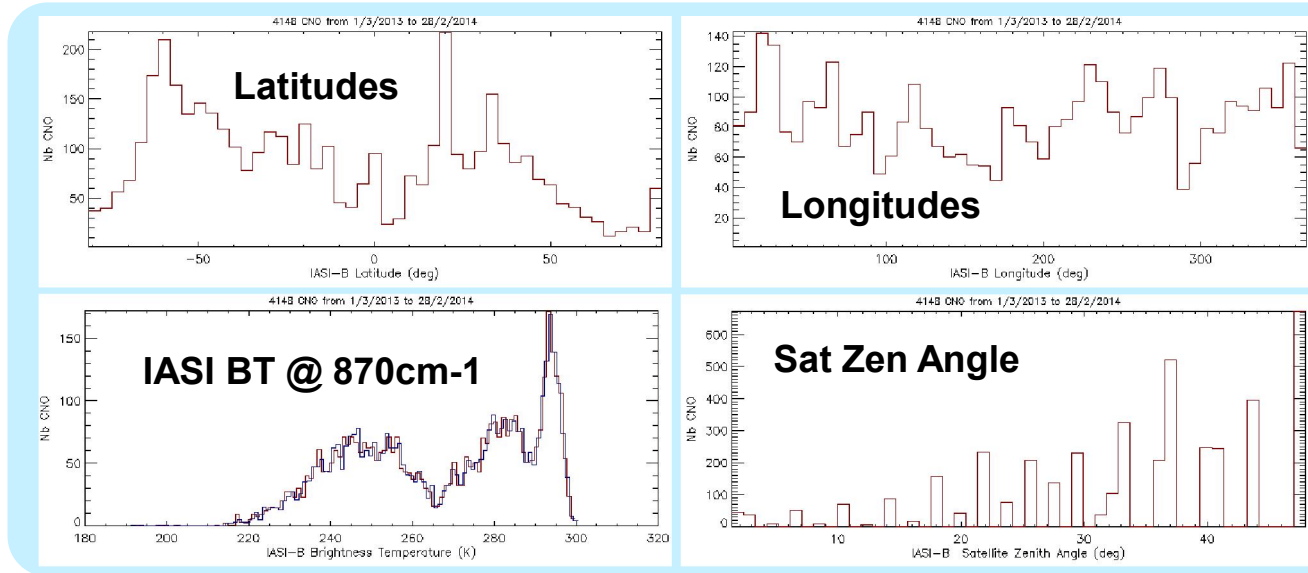 4148 CNO from 1/3/2013 to 28/2/2014
200
150
100
50
Nb CNO
Latitudes
-50
0
50
IASI-B Latitude (deg)
4148 CNO from 1/3/2013 to 28/2/2014
140
120
100
80
60
40
20
Nb CNO
Longitudes
100
200
300
IASI-B Longitude (deg)
4148 CNO from 1/3/2013 to 28/2/2014
150
100
50
0
Nb CNO
IASI BT @ 870cm-1
180
200
220
240
260
280
300
320
IASI-B Brightness Temperature (K)
4148 CNO from 1/3/2013 to 28/2/2014
600
500
400
300
200
100
0
Nb CNO
Sat Zen Angle
10
20
30
40
IASI-B Satellite Zenith Angle (deg)